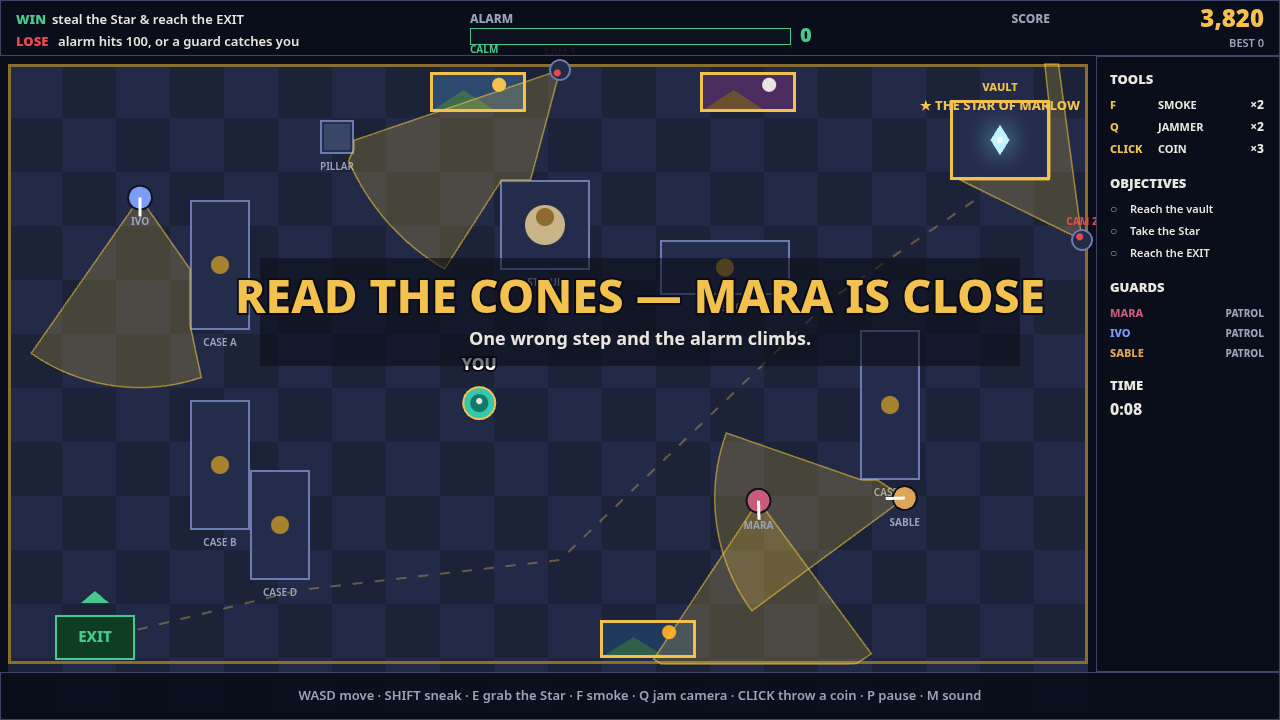 WIN steal the Star & reach the EXIT
LOSE alarm hits 100, or a guard catches you
ALARM
0
CALM
SCORE
3,820
BEST 0
VAULT
★ THE STAR OF MARLOW
PILLAR
IVO
CAM 2
READ THE CONES — MARA IS CLOSE
One wrong step and the alarm climbs.
CASE A
YOU
MARA
SABLE
CASE B
CASE D
EXIT
TOOLS
F SMOKE ×2
Q JAMMER ×2
CLICK COIN ×3
OBJECTIVES
○ Reach the vault
○ Take the Star
○ Reach the EXIT
GUARDS
MARA PATROL
IVO PATROL
SABLE PATROL
TIME
0:08
WASD move · SHIFT sneak · E grab the Star · F smoke · Q jam camera · CLICK throw a coin · P pause · M sound